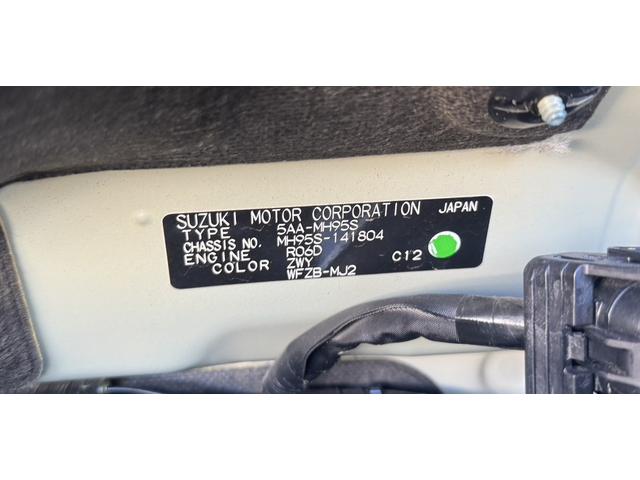 SUZUKI MOTOR CORPORATION JAPAN
TYPE 5AA-MH95S
CHASSIS NO. MH95S-141804
ENGINE R06D
COLOR ZWY C12
WFZB-MJ2